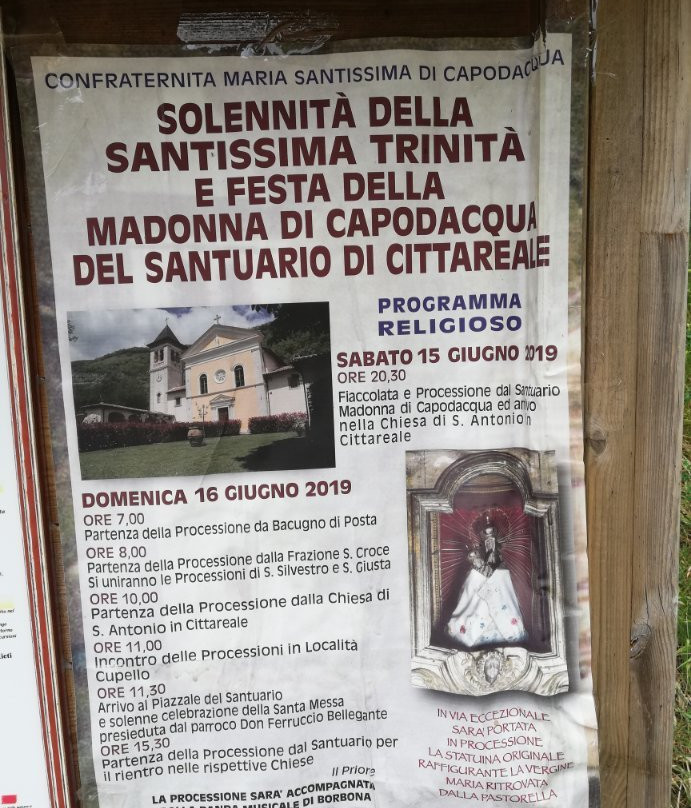 CONFRATERNITA MARIA SANTISSIMA DI CAPODACQUA
SOLENNITÀ DELLA
SANTISSIMA TRINITÀ
E FESTA DELLA
MADONNA DI CAPODACQUA
DEL SANTUARIO DI CITTAREALE
PROGRAMMA
RELIGIOSO
SABATO 15 GIUGNO 2019
ORE 20,30
Fiaccolata e Processione dal Santuario
Madonna di Capodacqua ed arrivo
nella Chiesa di S. Antonio in
Cittareale
DOMENICA 16 GIUGNO 2019
ORE 7,00
Partenza della Processione da Bacugno di Posta
ORE 8,00
Partenza della Processione dalla Frazione S. Croce
Si uniranno le Processioni di S. Silvestro e S. Giusta
ORE 10,00
Partenza della Processione dalla Chiesa di
S. Antonio in Cittareale
ORE 11,00
Incontro delle Processioni in Località
Cupello
ORE 11,30
Arrivo al Piazzale del Santuario
e solenne celebrazione della Santa Messa
presieduta dal parroco Don Ferruccio Bellegante
ORE 15,30
Partenza della Processione dal Santuario per
il rientro nelle rispettive Chiese
Il Priore
LA PROCESSIONE SARA' ACCOMPAGNATA
BANDA MUSICALE DI BORBONA
IN VIA ECCEZIONALE
SARA' PORTATA
IN PROCESSIONE
LA STATUINA ORIGINALE
RAFFIGURANTE LA VERGINE
MARIA RITROVATA
DALLA PASTORELLA